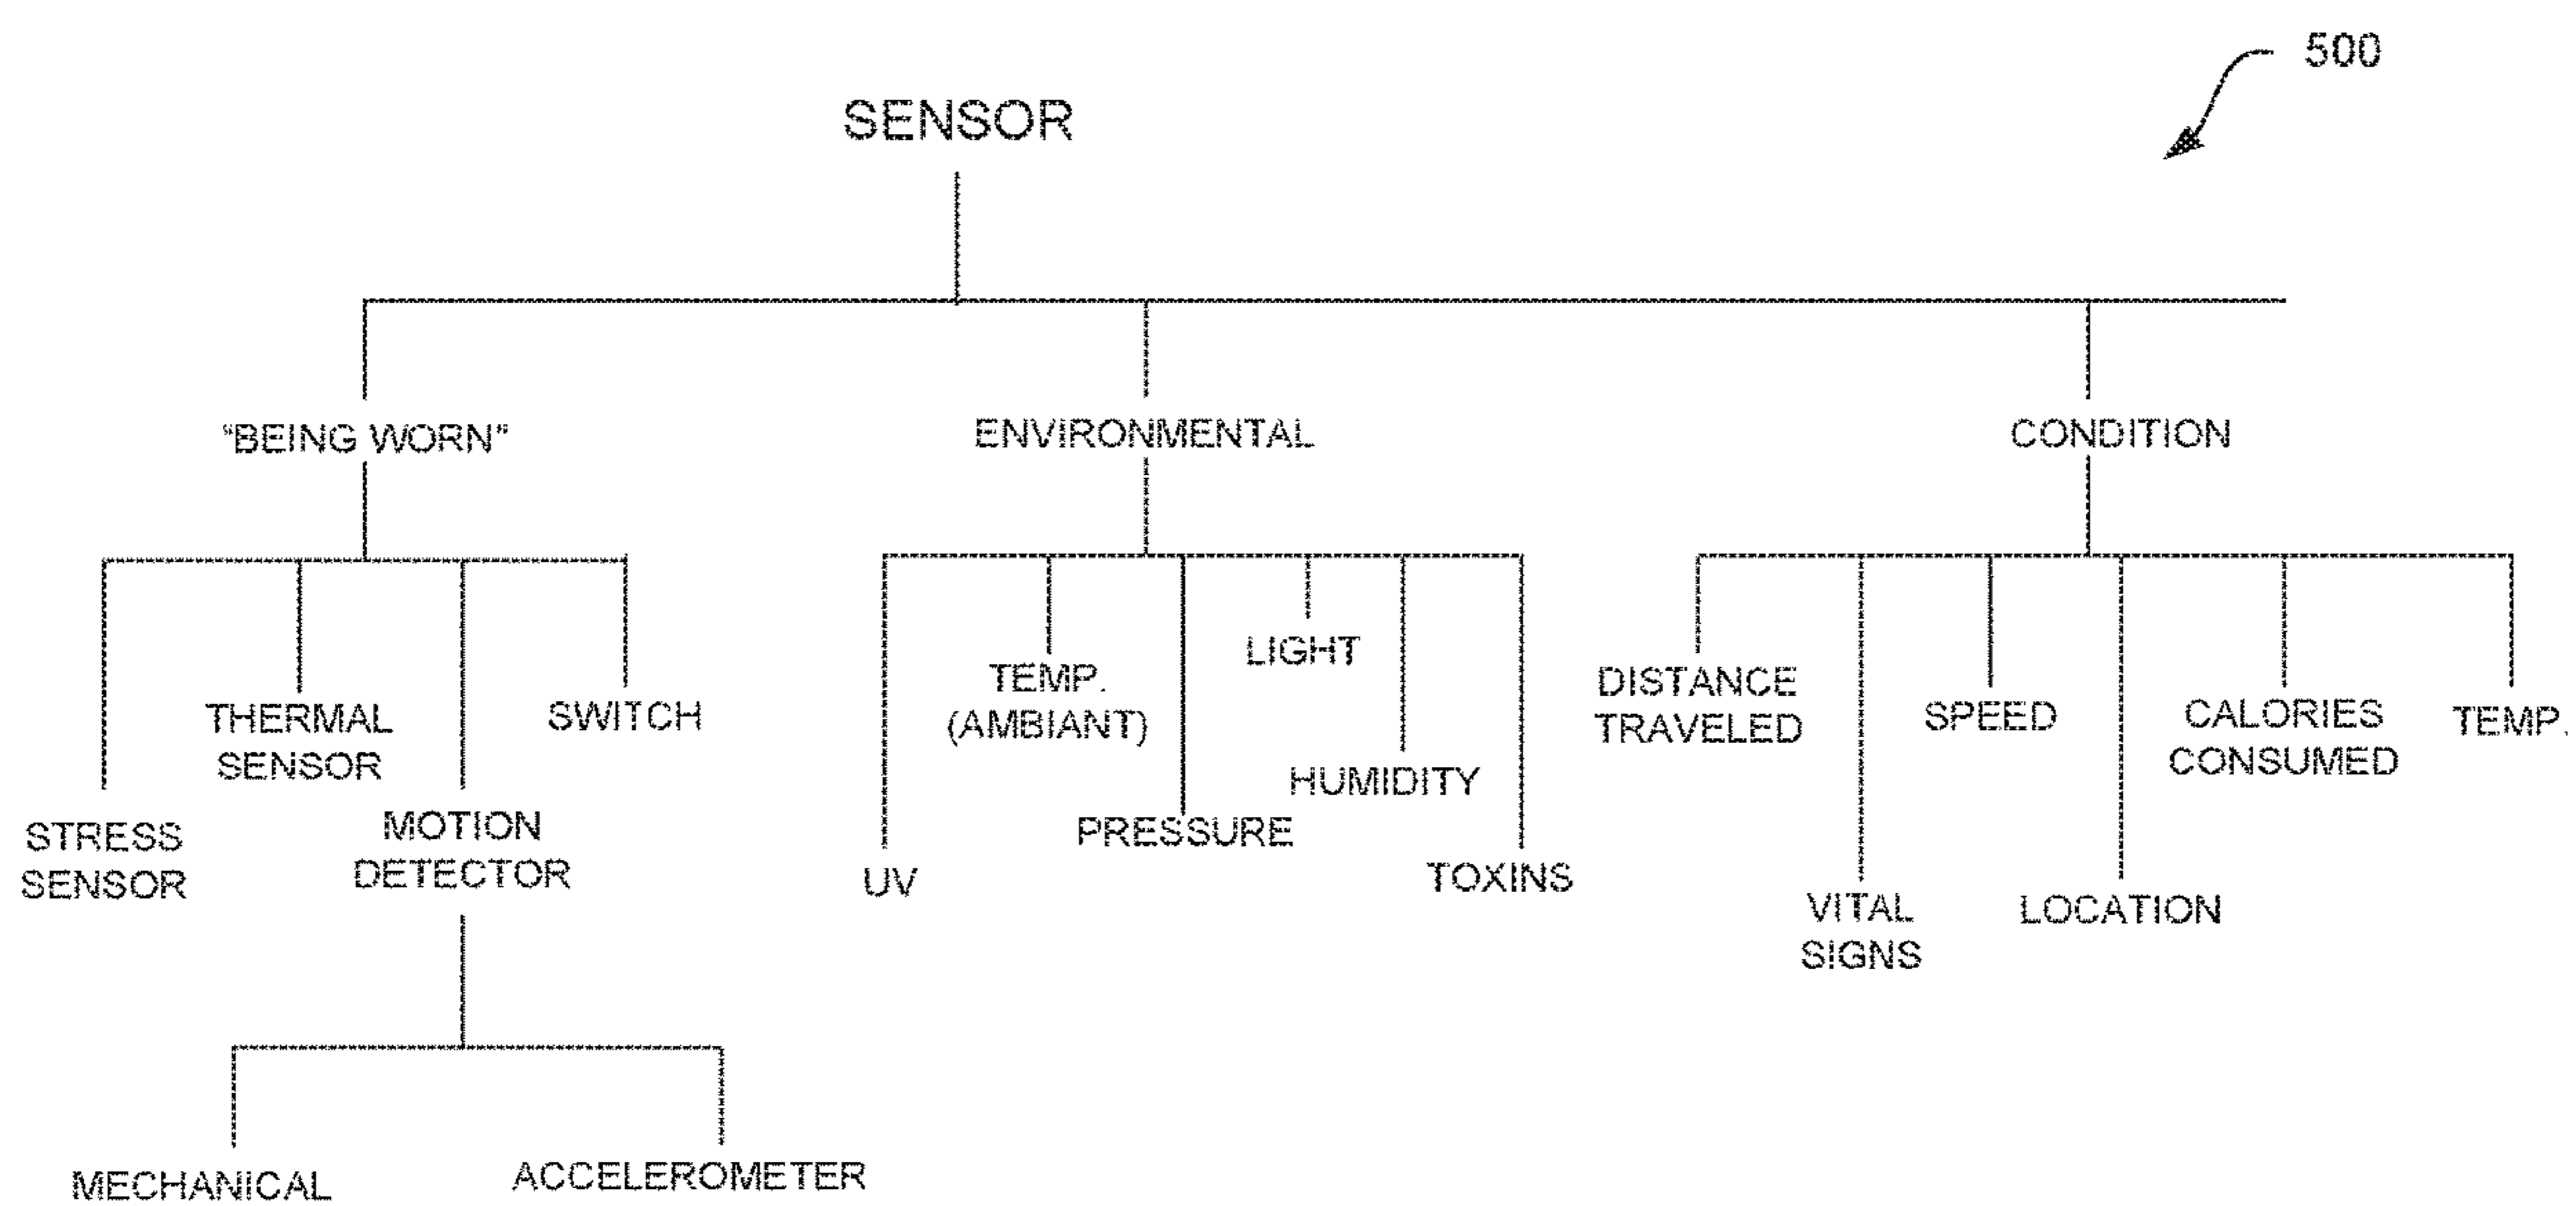 500
SENSOR
"BEING WORN"
ENVIRONMENTAL
CONDITION
STRESS
SENSOR
THERMAL
SENSOR
MOTION
DETECTOR
SWITCH
UV
TEMP.
(AMBIANT)
PRESSURE
LIGHT
HUMIDITY
TOXINS
DISTANCE
TRAVELED
VITAL
SIGNS
SPEED
LOCATION
CALORIES
CONSUMED
TEMP.
MECHANICAL
ACCELEROMETER